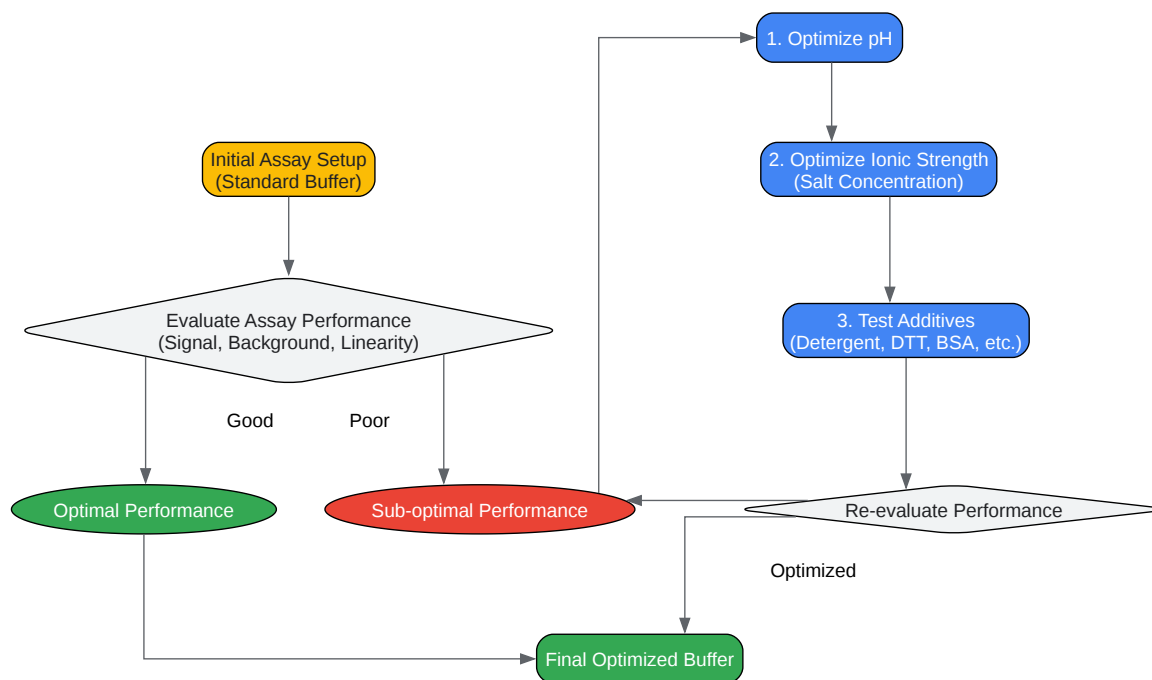 1. Optimize pH
Initial Assay Setup
(Standard Buffer)
2. Optimize Ionic Strength
(Salt Concentration)
Evaluate Assay Performance
(Signal, Background, Linearity)
3. Test Additives
(Detergent, DTT, BSA, etc.)
Good
Poor
Optimal Performance
Sub-optimal Performance
Re-evaluate Performance
Optimized
Final Optimized Buffer